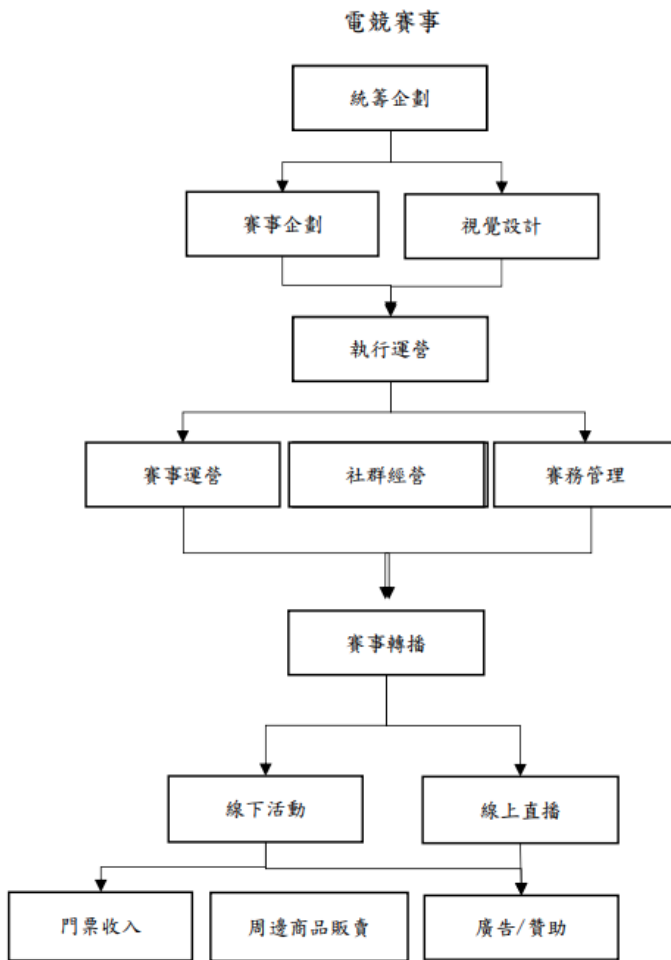 電競賽事
統籌企劃
賽事企劃
視覺設計
執行運營
賽事運營
社群經營
賽務管理
賽事轉播
線下活動
線上直播
門票收入
周邊商品販賣
廣告/贊助